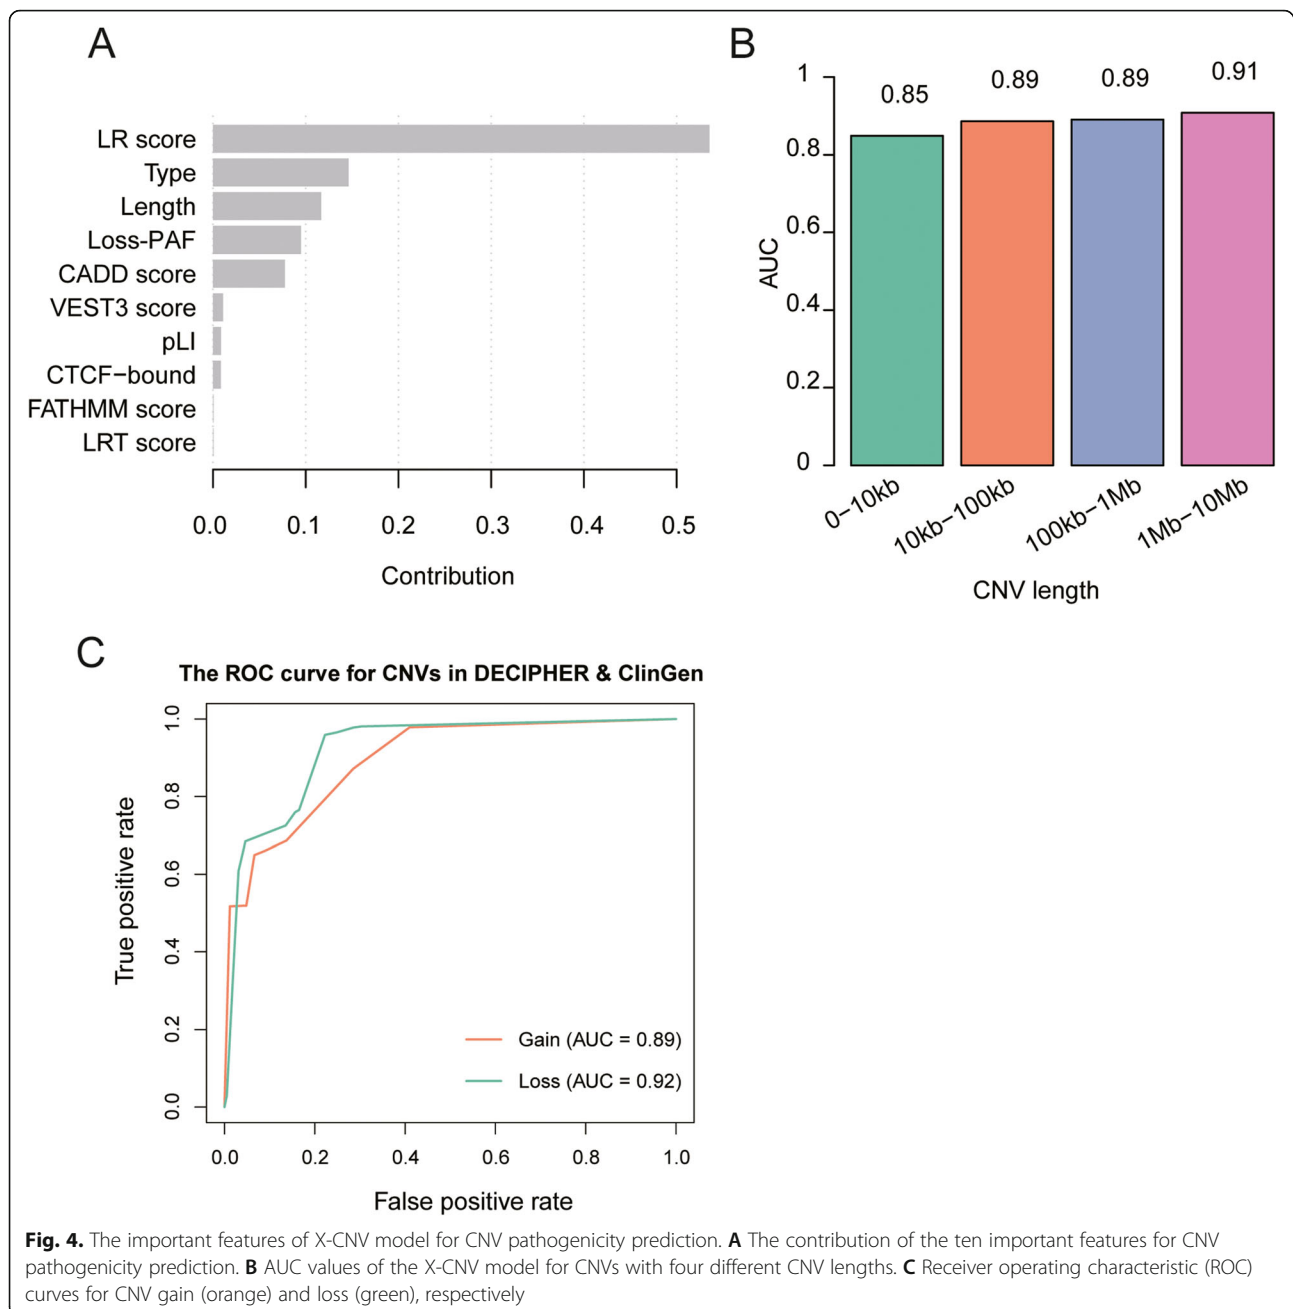 A
LR score
Type
Length
Loss-PAF
CADD score
VEST3 score
pLI
CTCF−bound
FATHMM score
LRT score
0.0 0.1 0.2 0.3 0.4 0.5
Contribution
B
0.85 0.89 0.89 0.91
1
0.8
0.6
0.4
0.2
0
AUC
0−10kb 10kb−100kb 100kb−1Mb 1Mb−10Mb
CNV length
C
The ROC curve for CNVs in DECIPHER & ClinGen
1.0
0.8
0.6
0.4
0.2
0.0
True positive rate
Gain (AUC = 0.89)
Loss (AUC = 0.92)
0.0 0.2 0.4 0.6 0.8 1.0
False positive rate
Fig. 4. The important features of X-CNV model for CNV pathogenicity prediction. A The contribution of the ten important features for CNV
pathogenicity prediction. B AUC values of the X-CNV model for CNVs with four different CNV lengths. C Receiver operating characteristic (ROC)
curves for CNV gain (orange) and loss (green), respectively